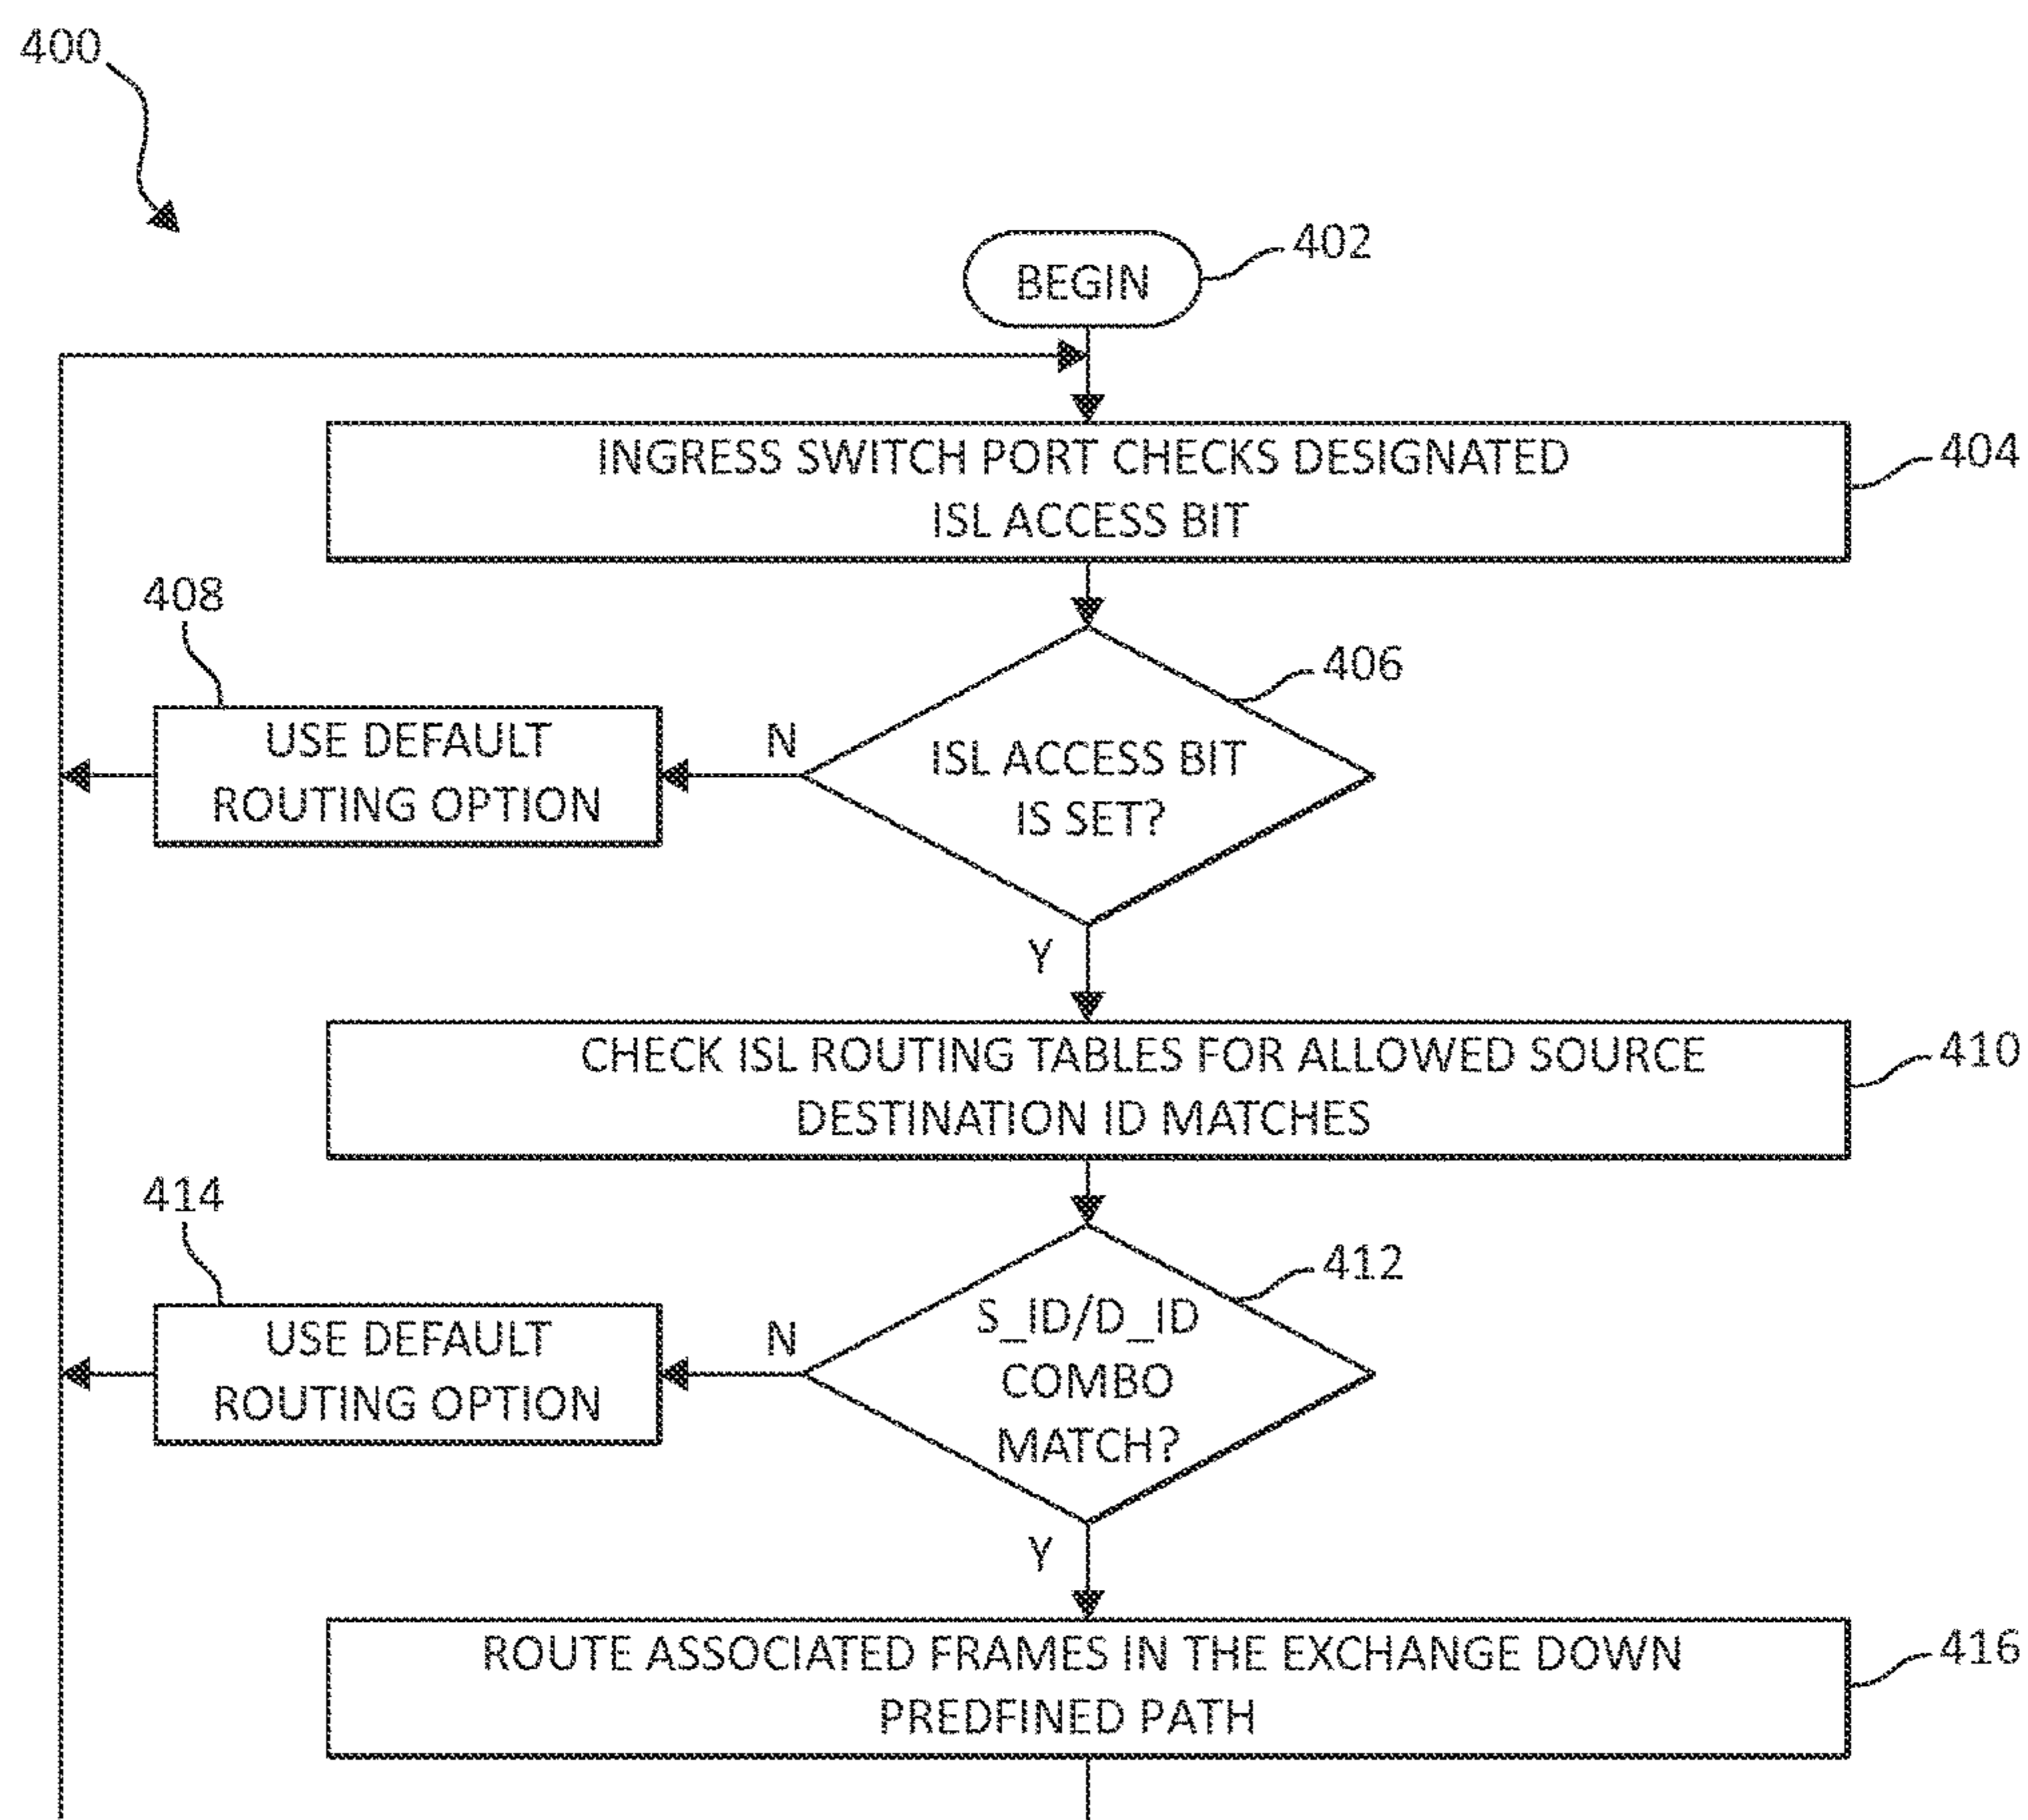 400
BEGIN
402
INGRESS SWITCH PORT CHECKS DESIGNATED
ISL ACCESS BIT
404
408
406
USE DEFAULT
ROUTING OPTION
N
ISL ACCESS BIT
IS SET?
Y
CHECK ISL ROUTING TABLES FOR ALLOWED SOURCE
DESTINATION ID MATCHES
410
414
412
USE DEFAULT
ROUTING OPTION
N
S_ID/D_ID
COMBO
MATCH?
Y
ROUTE ASSOCIATED FRAMES IN THE EXCHANGE DOWN
PREDFINED PATH
416